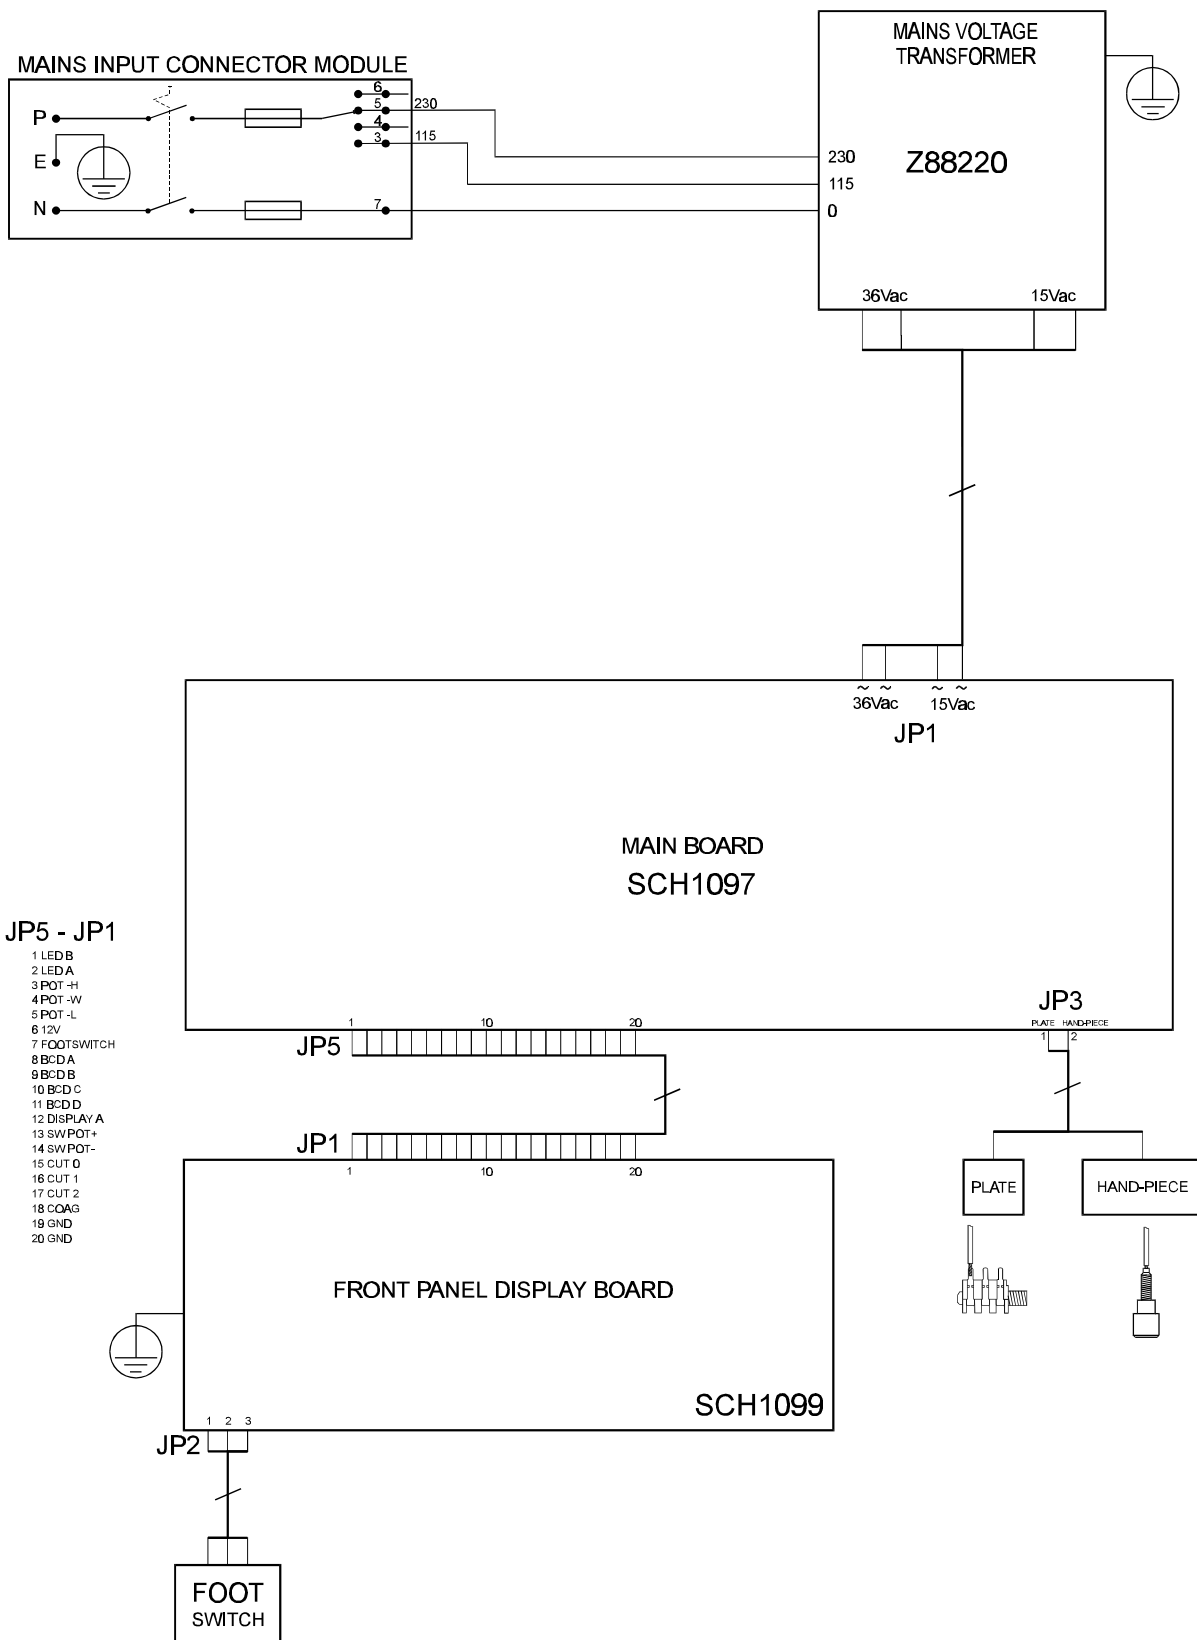 MAINS VOLTAGE
TRANSFORMER
MAINS INPUT CONNECTOR MODULE
6
P
5
230
4
3
115
E
N
7
230
Z88220
115
0
36Vac
15Vac
~ ~ ~ ~
36Vac
15Vac
JP1
MAIN BOARD
SCH1097
JP5 - JP1
1 LED B
2 LED A
3 POT -H
4 POT -W
5 POT -L
6 12V
7 FOOTSWITCH
8 BCD A
9 BCD B
10 BCD C
11 BCD D
12 DISPLAY A
13 SW POT+
14 SW POT-
15 CUT 0
16 CUT 1
17 CUT 2
18 COAG
19 GND
20 GND
JP3
PLATE HAND-PIECE
1 2
1 10 20
JP5
JP1
1 10 20
PLATE
HAND-PIECE
FRONT PANEL DISPLAY BOARD
SCH1099
1 2 3
JP2
FOOT
SWITCH